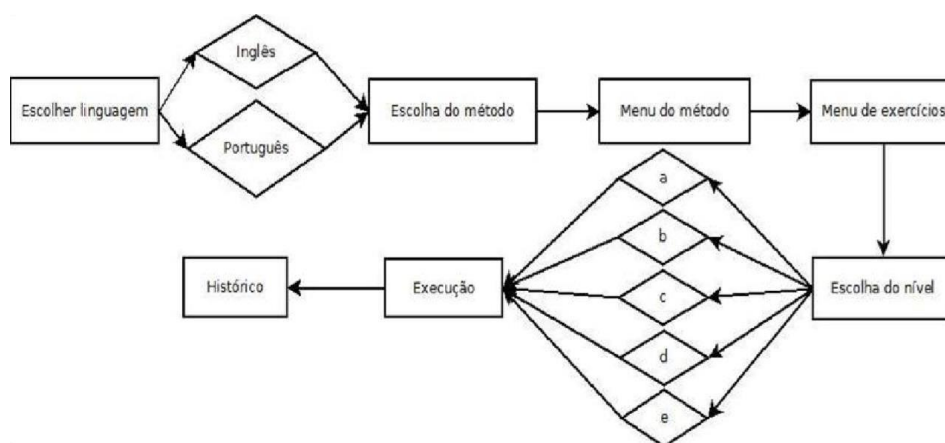 Inglês
Escolher linguagem
Português
Escolha do método
Menu do método
Menu de exercícios
a
b
c
d
e
Escolha do nível
Execução
Histórico